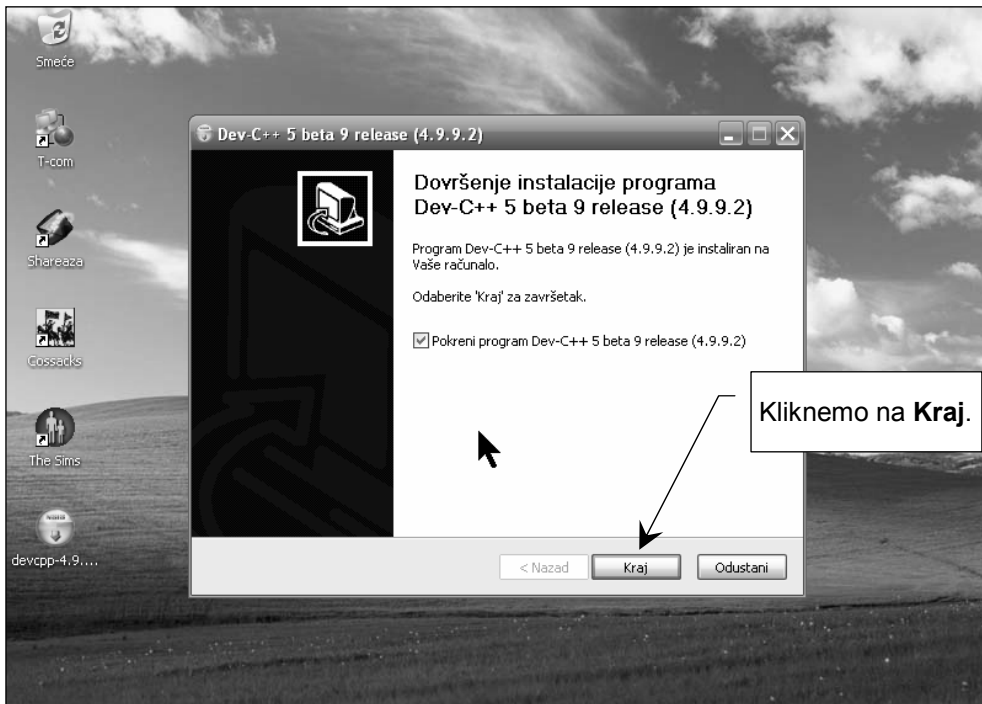 Smeće
T-com
Shareaza
Cossacks
The Sims
devcpp-4.9....
Dev-C++ 5 beta 9 release (4.9.9.2)
Dovršenje instalacije programa
Dev-C++ 5 beta 9 release (4.9.9.2)
Program Dev-C++ 5 beta 9 release (4.9.9.2) je instaliran na
Vaše računalo.
Odaberite 'Kraj' za završetak.
Pokreni program Dev-C++ 5 beta 9 release (4.9.9.2)
Kliknemo na Kraj.
< Nazad
Kraj
Odustani